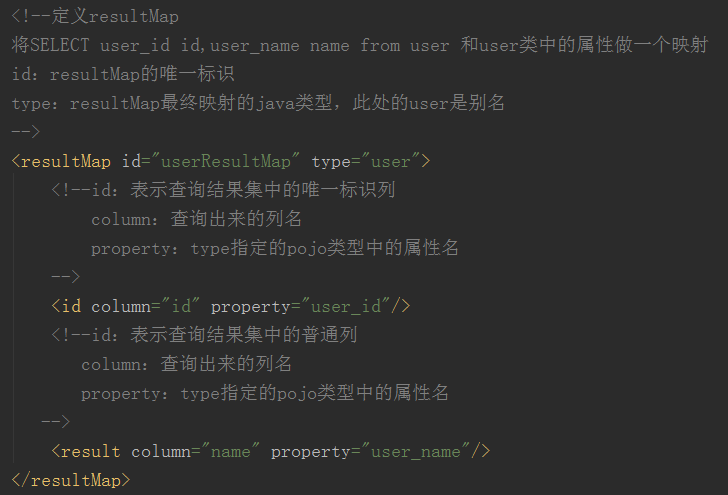 <!--定义resultMap
将SELECT user_id id,user_name name from user 和user类中的属性做一个映射
id：resultMap的唯一标识
type：resultMap最终映射的java类型，此处的user是别名
-->
<resultMap id="userResultMap" type="user">
<!--id：表示查询结果集中的唯一标识列
column：查询出来的列名
property：type指定的pojo类型中的属性名
-->
<id column="id" property="user_id"/>
<!--id：表示查询结果集中的普通列
column：查询出来的列名
property：type指定的pojo类型中的属性名
-->
<result column="name" property="user_name"/>
</resultMap>